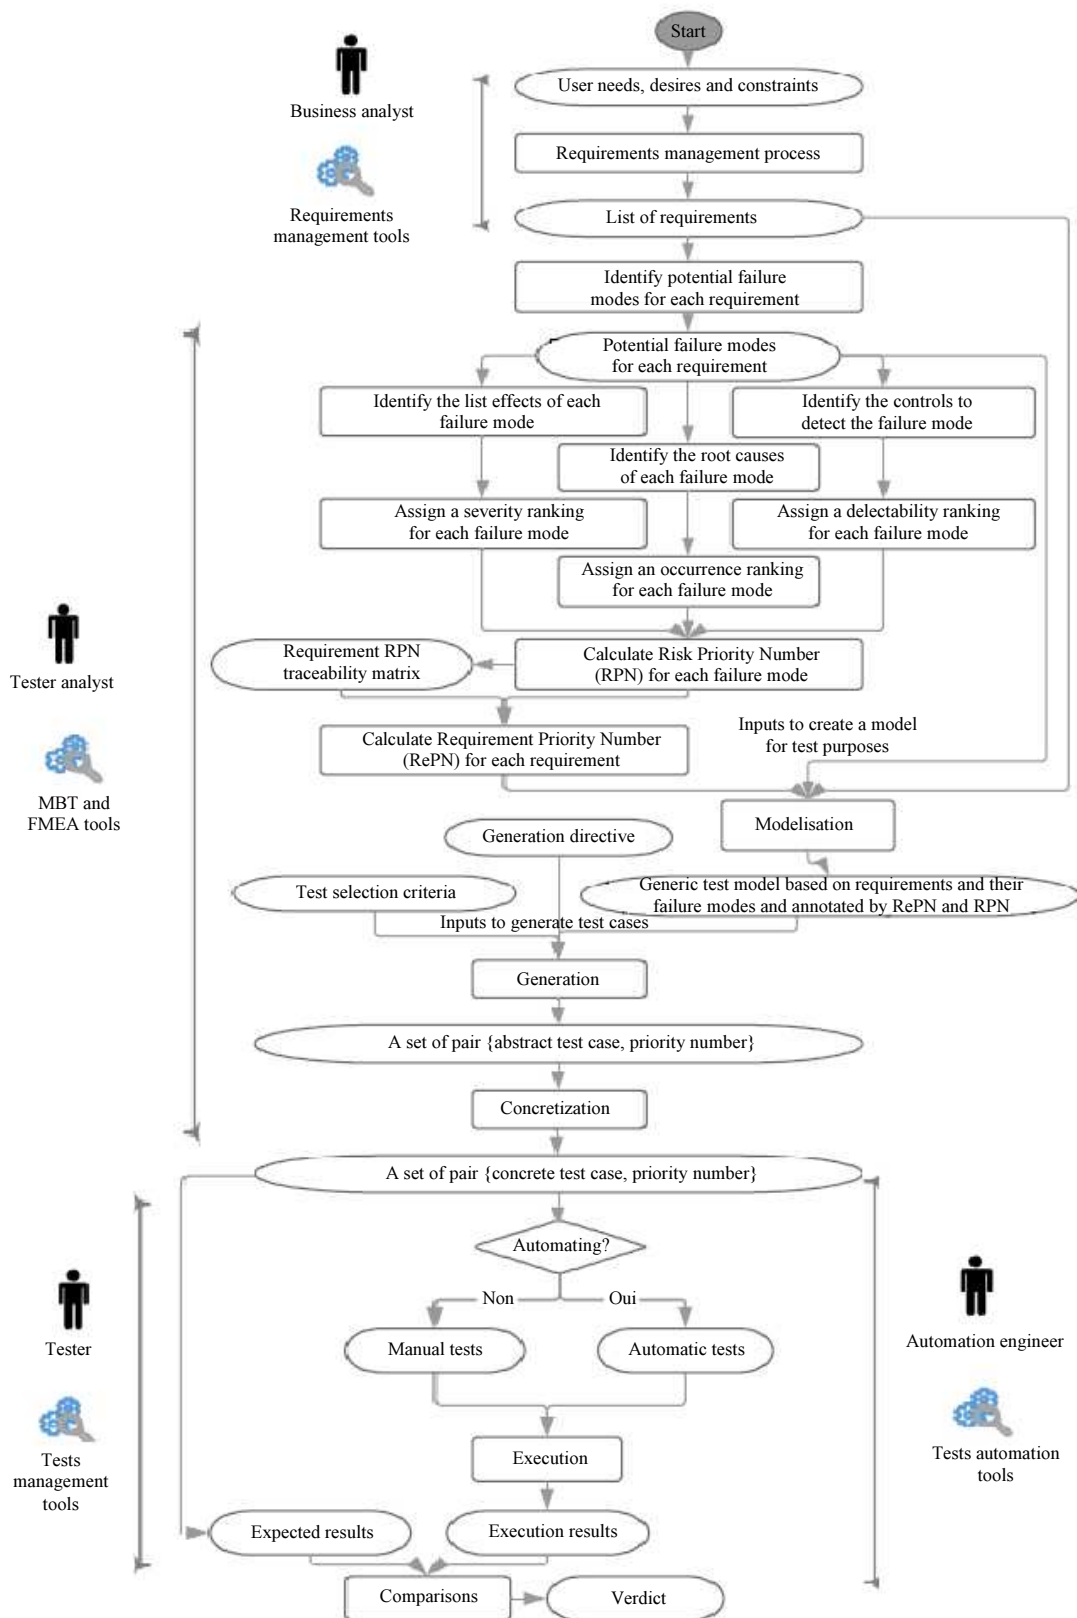 Start
Business analyst
User needs, desires and constraints
Requirements management process
Requirements
management tools
List of requirements
Identify potential failure
modes for each requirement
Potential failure modes
for each requirement
Identify the list effects of each
failure mode
Identify the controls to
detect the failure mode
Identify the root causes
of each failure mode
Assign a severity ranking
for each failure mode
Assign a delectability ranking
for each failure mode
Assign an occurrence ranking
for each failure mode
Tester analyst
Requirement RPN
traceability matrix
Calculate Risk Priority Number
(RPN) for each failure mode
Calculate Requirement Priority Number
(RePN) for each requirement
Inputs to create a model
for test purposes
MBT and
FMEA tools
Modelisation
Generation directive
Test selection criteria
Generic test model based on requirements and their
failure modes and annotated by RePN and RPN
Inputs to generate test cases
Generation
A set of pair {abstract test case, priority number}
Concretization
A set of pair {concrete test case, priority number}
Automating?
Non
Oui
Tester
Manual tests
Automatic tests
Automation engineer
Tests
management
tools
Execution
Tests automation
tools
Expected results
Execution results
Comparisons
Verdict